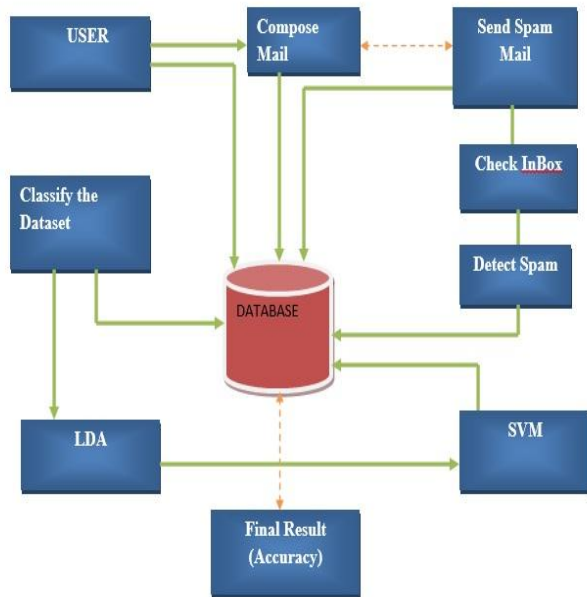 USER
Compose
Mail
Send Spam
Mail
Check InBox
Classify the
Dataset
Detect Spam
DATABASE
LDA
SVM
Final Result
(Accuracy)